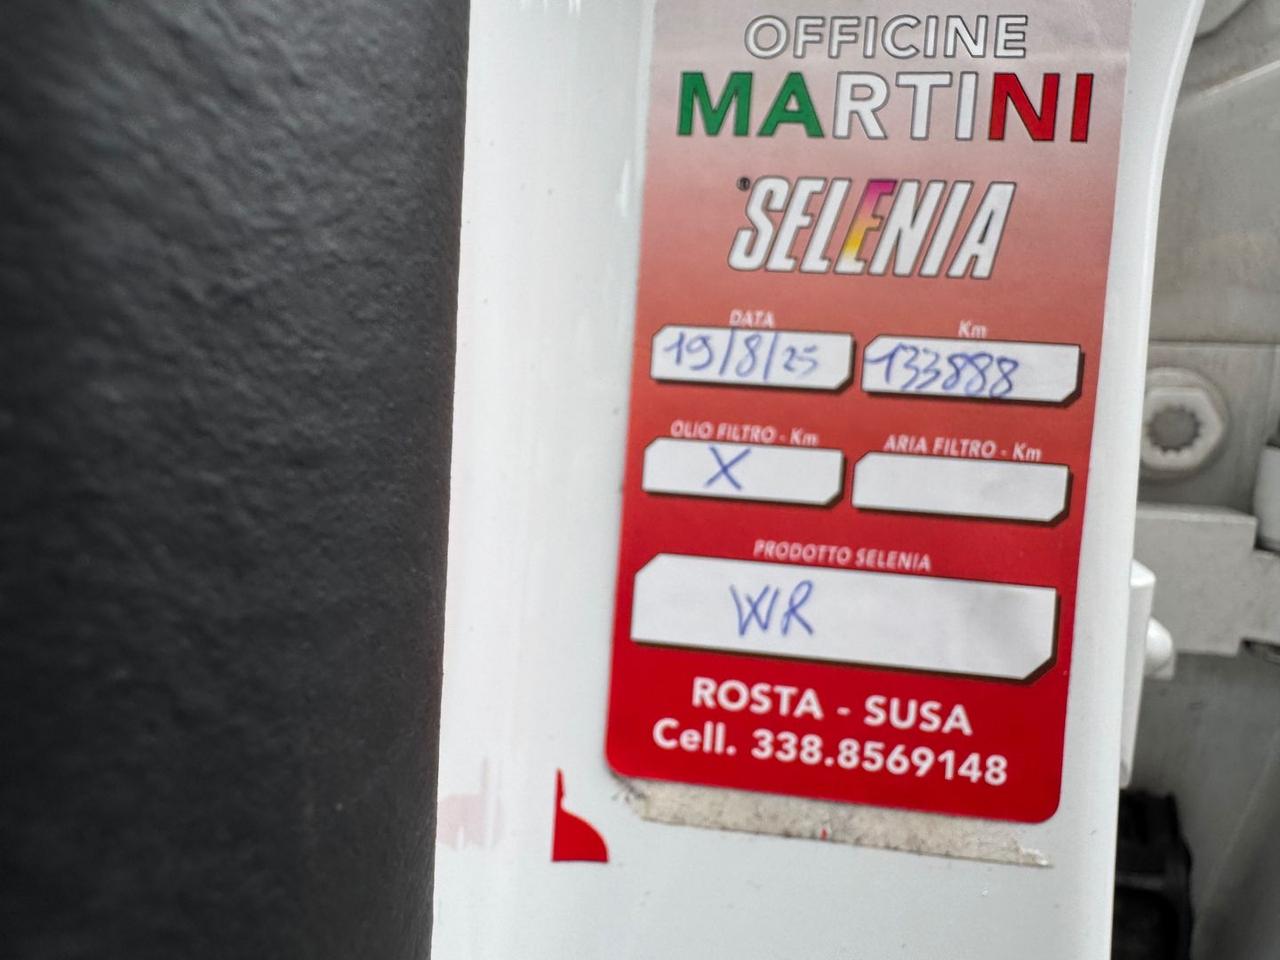 OFFICINE
MARTINI
®SELENIA
DATA Km
19/8/25 133888
OLIO FILTRO - Km ARIA FILTRO - Km
X
PRODOTTO SELENIA
WR
ROSTA - SUSA
Cell. 338.8569148